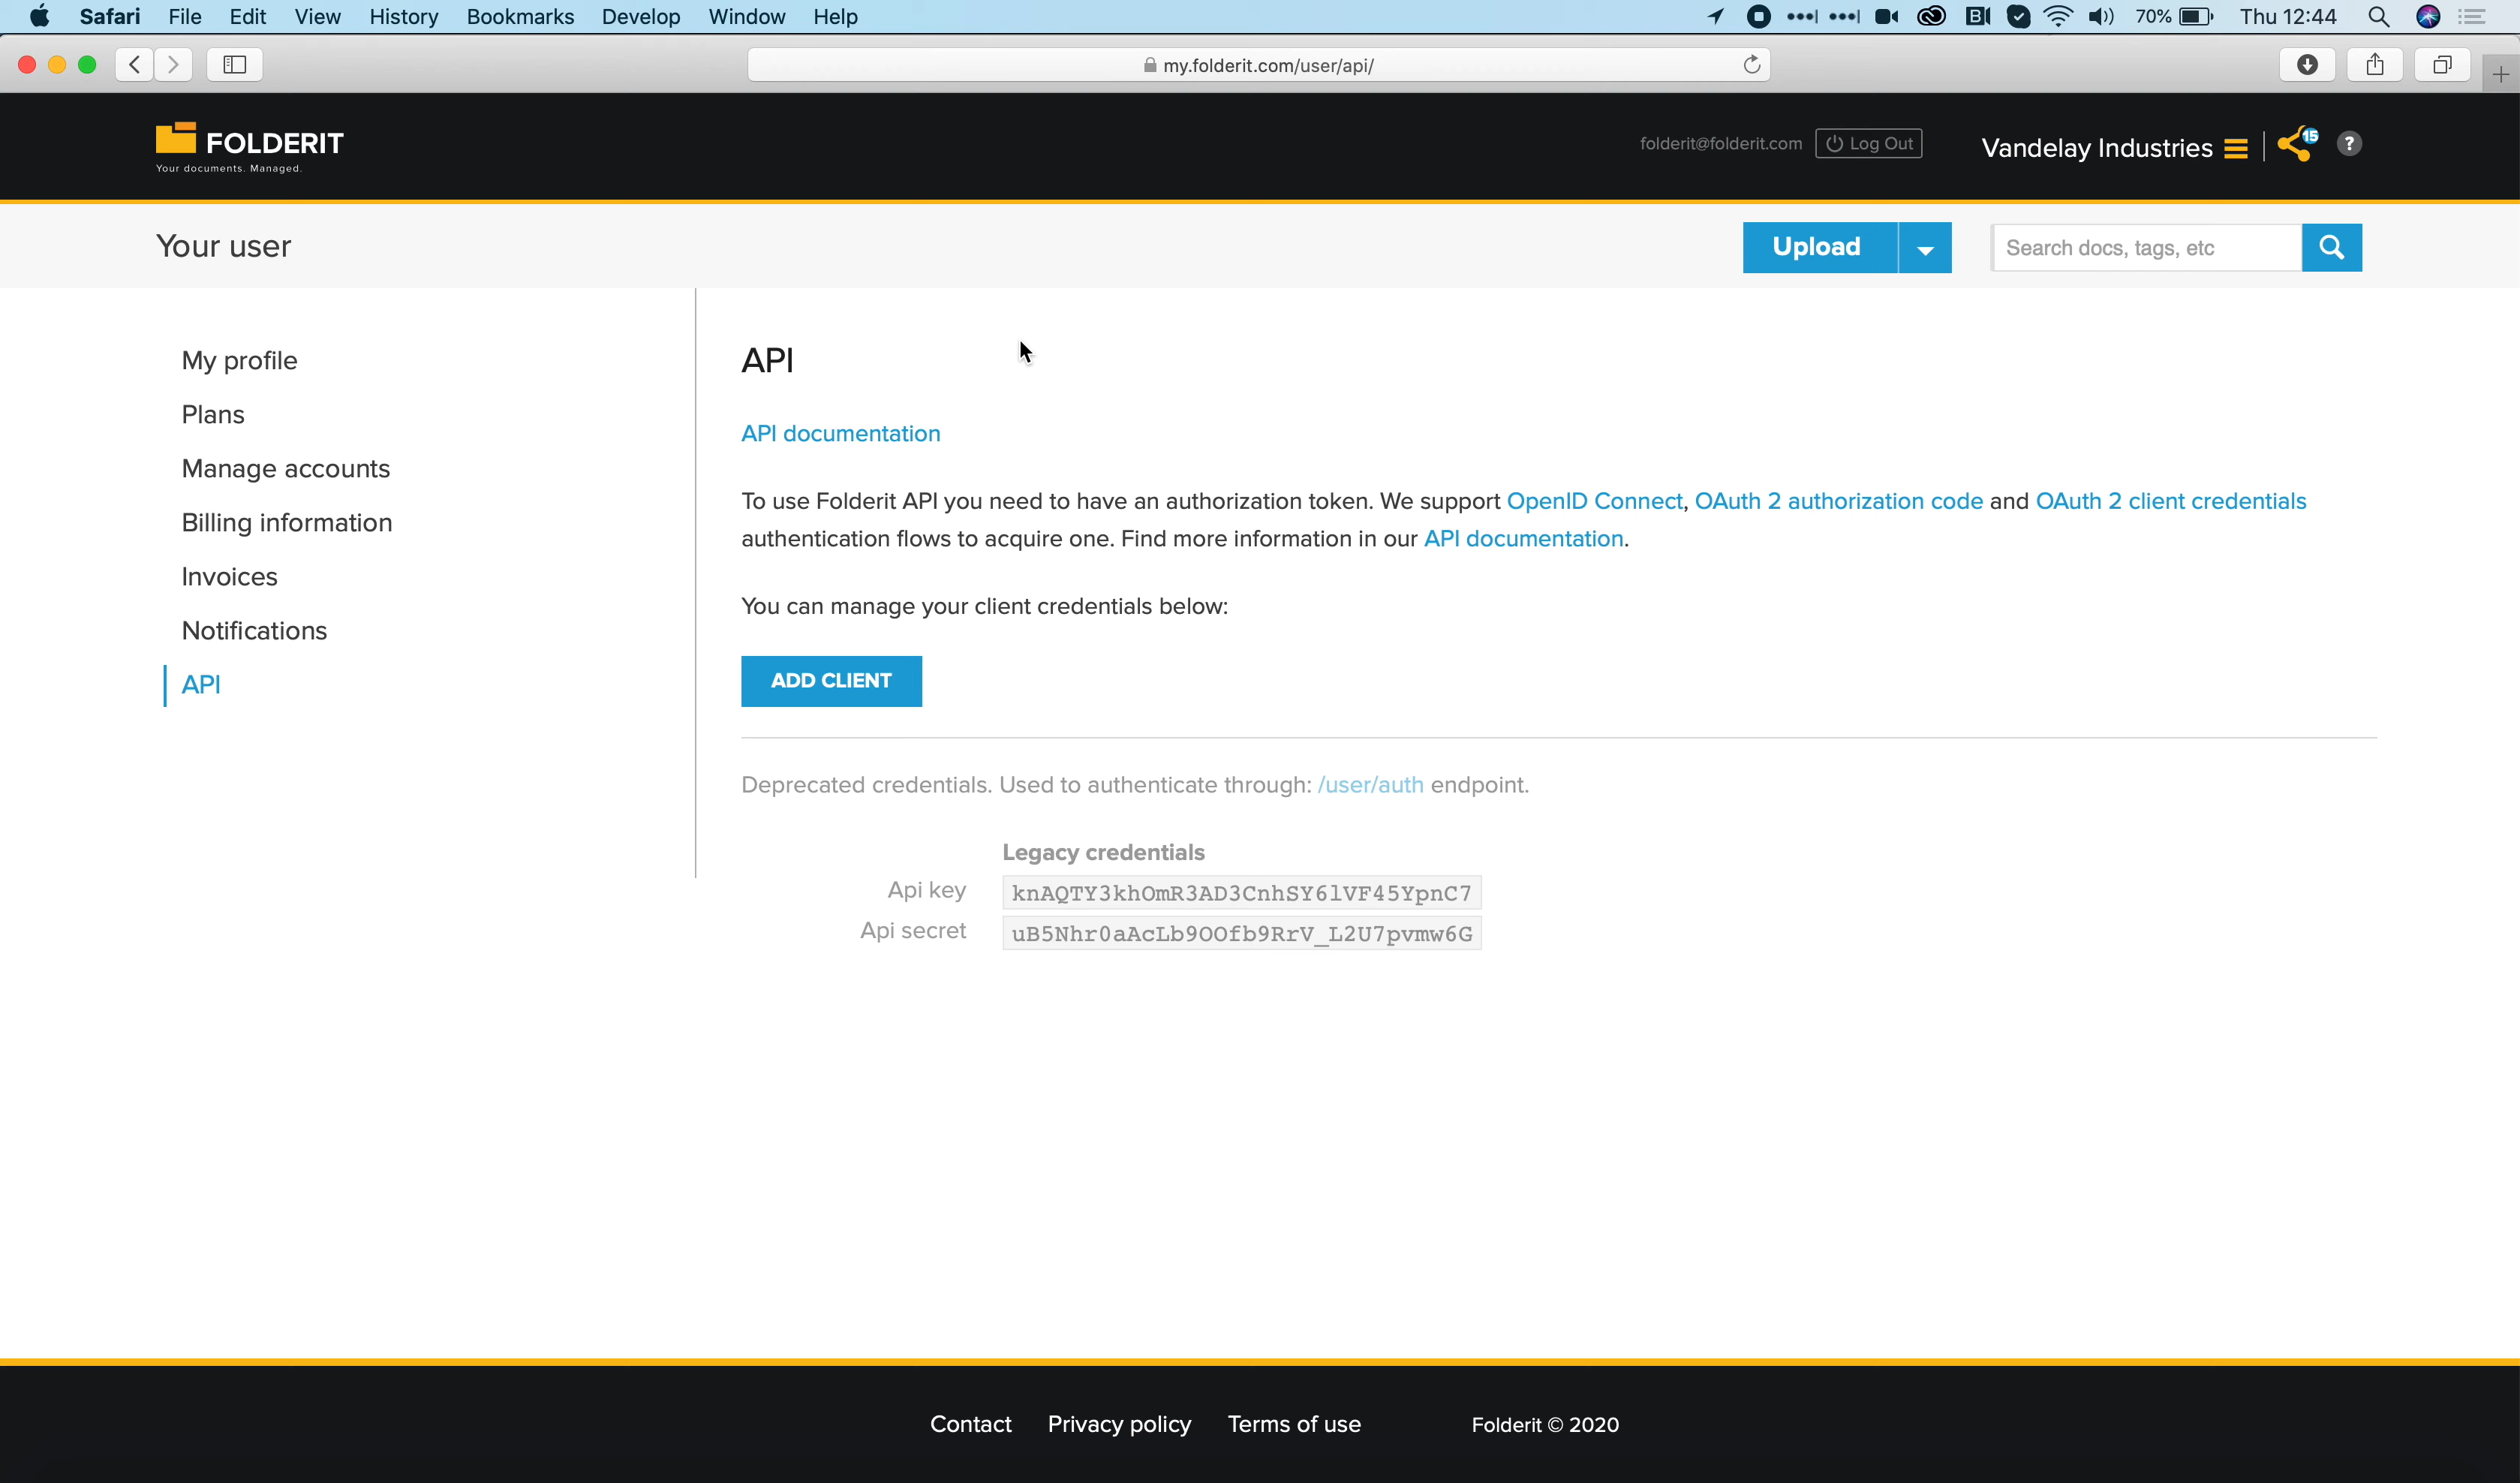 Safari File Edit View History Bookmarks Develop Window Help 70% Thu 12:44
my.folderit.com/user/api/
FOLDERIT
Your documents. Managed.
folderit@folderit.com Log Out Vandelay Industries 15 ?
Your user
Upload
Search docs, tags, etc
My profile
Plans
Manage accounts
Billing information
Invoices
Notifications
API
API
API documentation
To use Folderit API you need to have an authorization token. We support OpenID Connect, OAuth 2 authorization code and OAuth 2 client credentials
authentication flows to acquire one. Find more information in our API documentation.
You can manage your client credentials below:
ADD CLIENT
Deprecated credentials. Used to authenticate through: /user/auth endpoint.
Legacy credentials
Api key knAQTY3khOmR3AD3CnhSY6lVF45YpnC7
Api secret uB5Nhr0aAcLb9OOfb9RrV_L2U7pvmw6G
Contact Privacy policy Terms of use Folderit © 2020